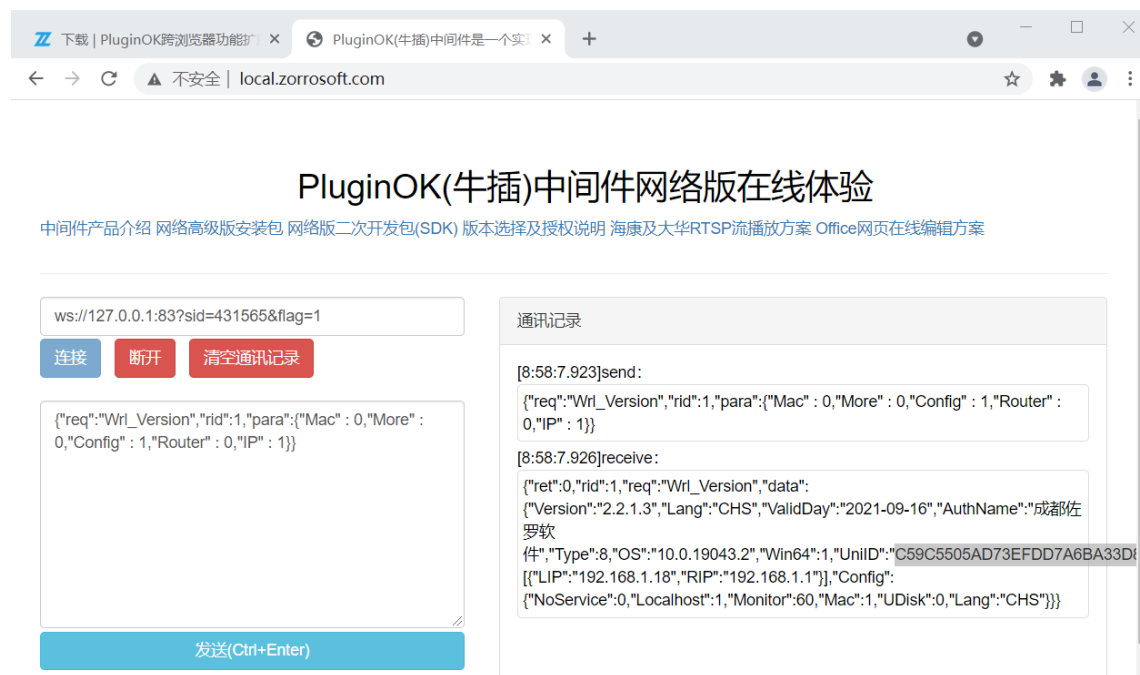 下载 | PluginOK跨浏览器功能扩
PluginOK(牛插)中间件是一个实
不安全 | local.zorrosoft.com
PluginOK(牛插)中间件网络版在线体验
中间件产品介绍 网络高级版安装包 网络版二次开发包(SDK) 版本选择及授权说明 海康及大华RTSP流播放方案 Office网页在线编辑方案
ws://127.0.0.1:83?sid=431565&flag=1
连接 断开 清空通讯记录
{"req":"Wrl_Version","rid":1,"para":{"Mac" : 0,"More" :
0,"Config" : 1,"Router" : 0,"IP" : 1}}
发送(Ctrl+Enter)
通讯记录
[8:58:7.923]send：
{"req":"Wrl_Version","rid":1,"para":{"Mac" : 0,"More" : 0,"Config" : 1,"Router" :
0,"IP" : 1}}
[8:58:7.926]receive：
{"ret":0,"rid":1,"req":"Wrl_Version","data":
{"Version":"2.2.1.3","Lang":"CHS","ValidDay":"2021-09-16","AuthName":"成都佐
罗软
件","Type":8,"OS":"10.0.19043.2","Win64":1,"UniID":"C59C5505AD73EFDD7A6BA33D8
[{"LIP":"192.168.1.18","RIP":"192.168.1.1"}],"Config":
{"NoService":0,"Localhost":1,"Monitor":60,"Mac":1,"UDisk":0,"Lang":"CHS"}}}